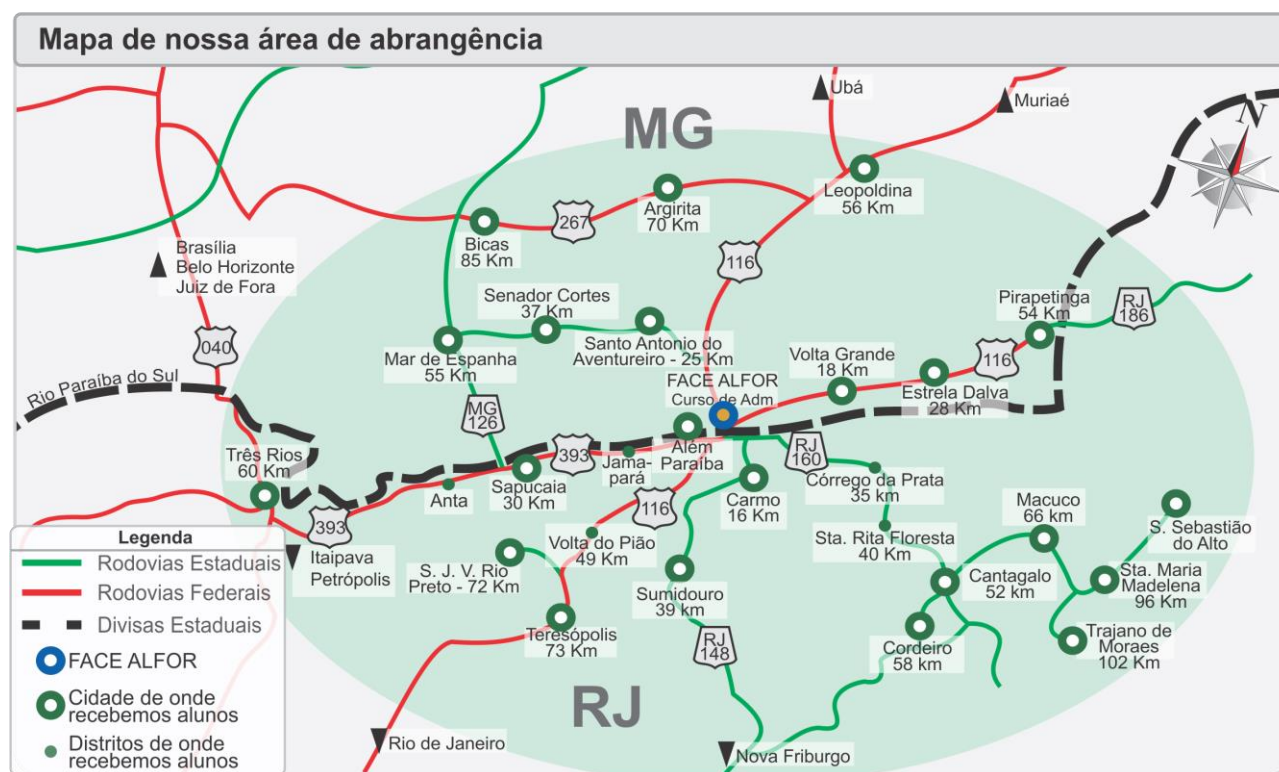 Mapa de nossa área de abrangência
MG
Ubá
Muriaé
N
Leopoldina
56 Km
Argirita
70 Km
267
Bicas
85 Km
116
Brasília
Belo Horizonte
Juiz de Fora
040
Senador Cortes
37 Km
Santo Antonio do
Aventureiro - 25 Km
Mar de Espanha
55 Km
MG
126
Pirapetinga
54 Km
RJ
186
116
Volta Grande
18 Km
Estrela Dalva
28 Km
FACE ALFOR
Curso de Adm
Rio Paraíba do Sul
Além
Paraíba
393
Jama-
pará
Sapucaia
30 Km
Anta
Três Rios
60 Km
393
Itaipava
Petrópolis
RJ
160
Córrego da Prata
35 km
Carmo
16 Km
116
Volta do Pião
49 Km
S. J. V. Rio
Preto - 72 Km
Teresópolis
73 Km
Sumidouro
39 km
RJ
148
Sta. Rita Floresta
40 Km
Macuco
66 km
S. Sebastião
do Alto
Cantagalo
52 km
Sta. Maria
Madelena
96 Km
Cordeiro
58 km
Trajano de
Moraes
102 Km
RJ
Rio de Janeiro
Nova Friburgo
Legenda
Rodovias Estaduais
Rodovias Federais
Divisas Estaduais
FACE ALFOR
Cidade de onde
recebemos alunos
Distritos de onde
recebemos alunos